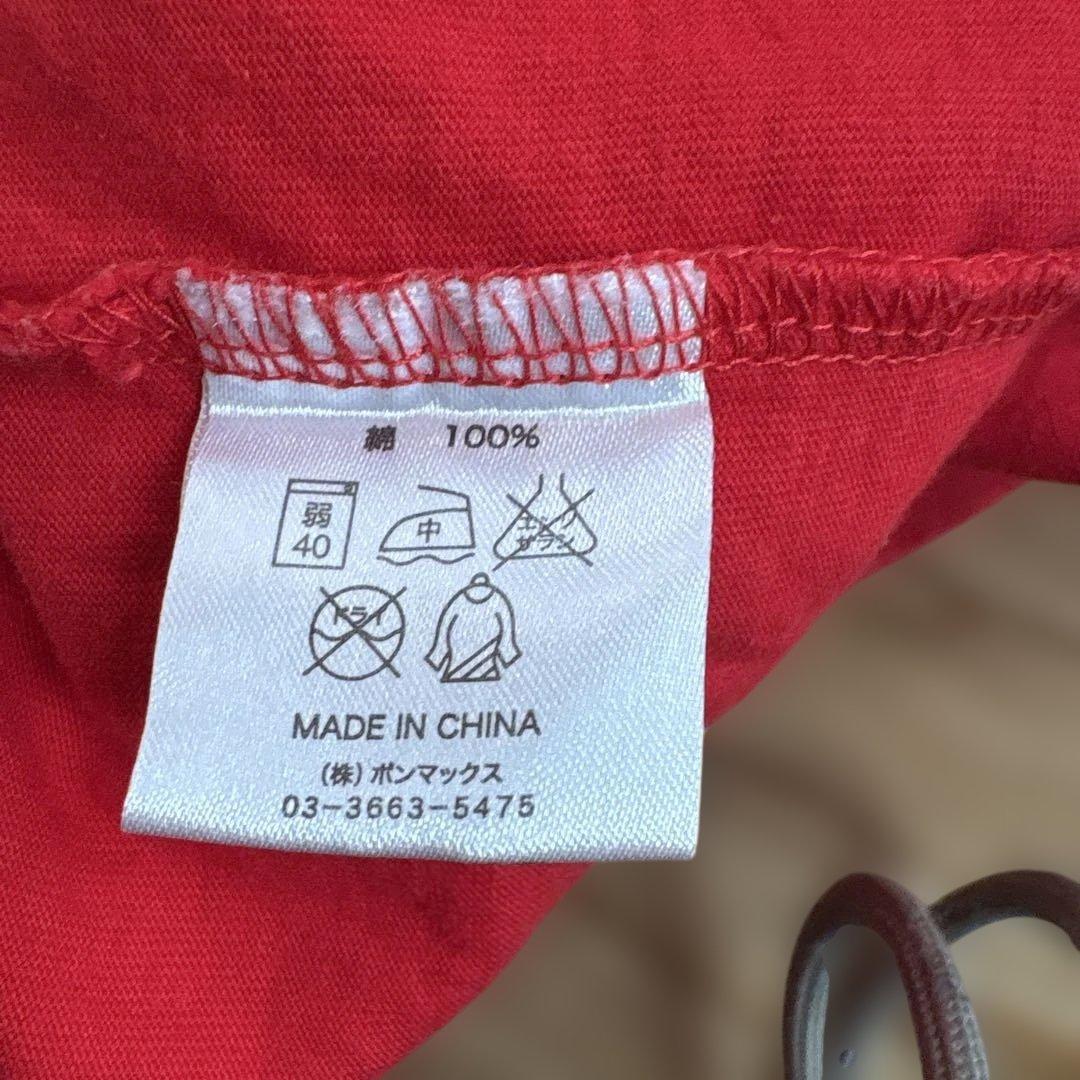 綿 100%
弱
40
中
エンソ
サラシ
ドライ
MADE IN CHINA
(株)ボンマックス
03-3663-5475